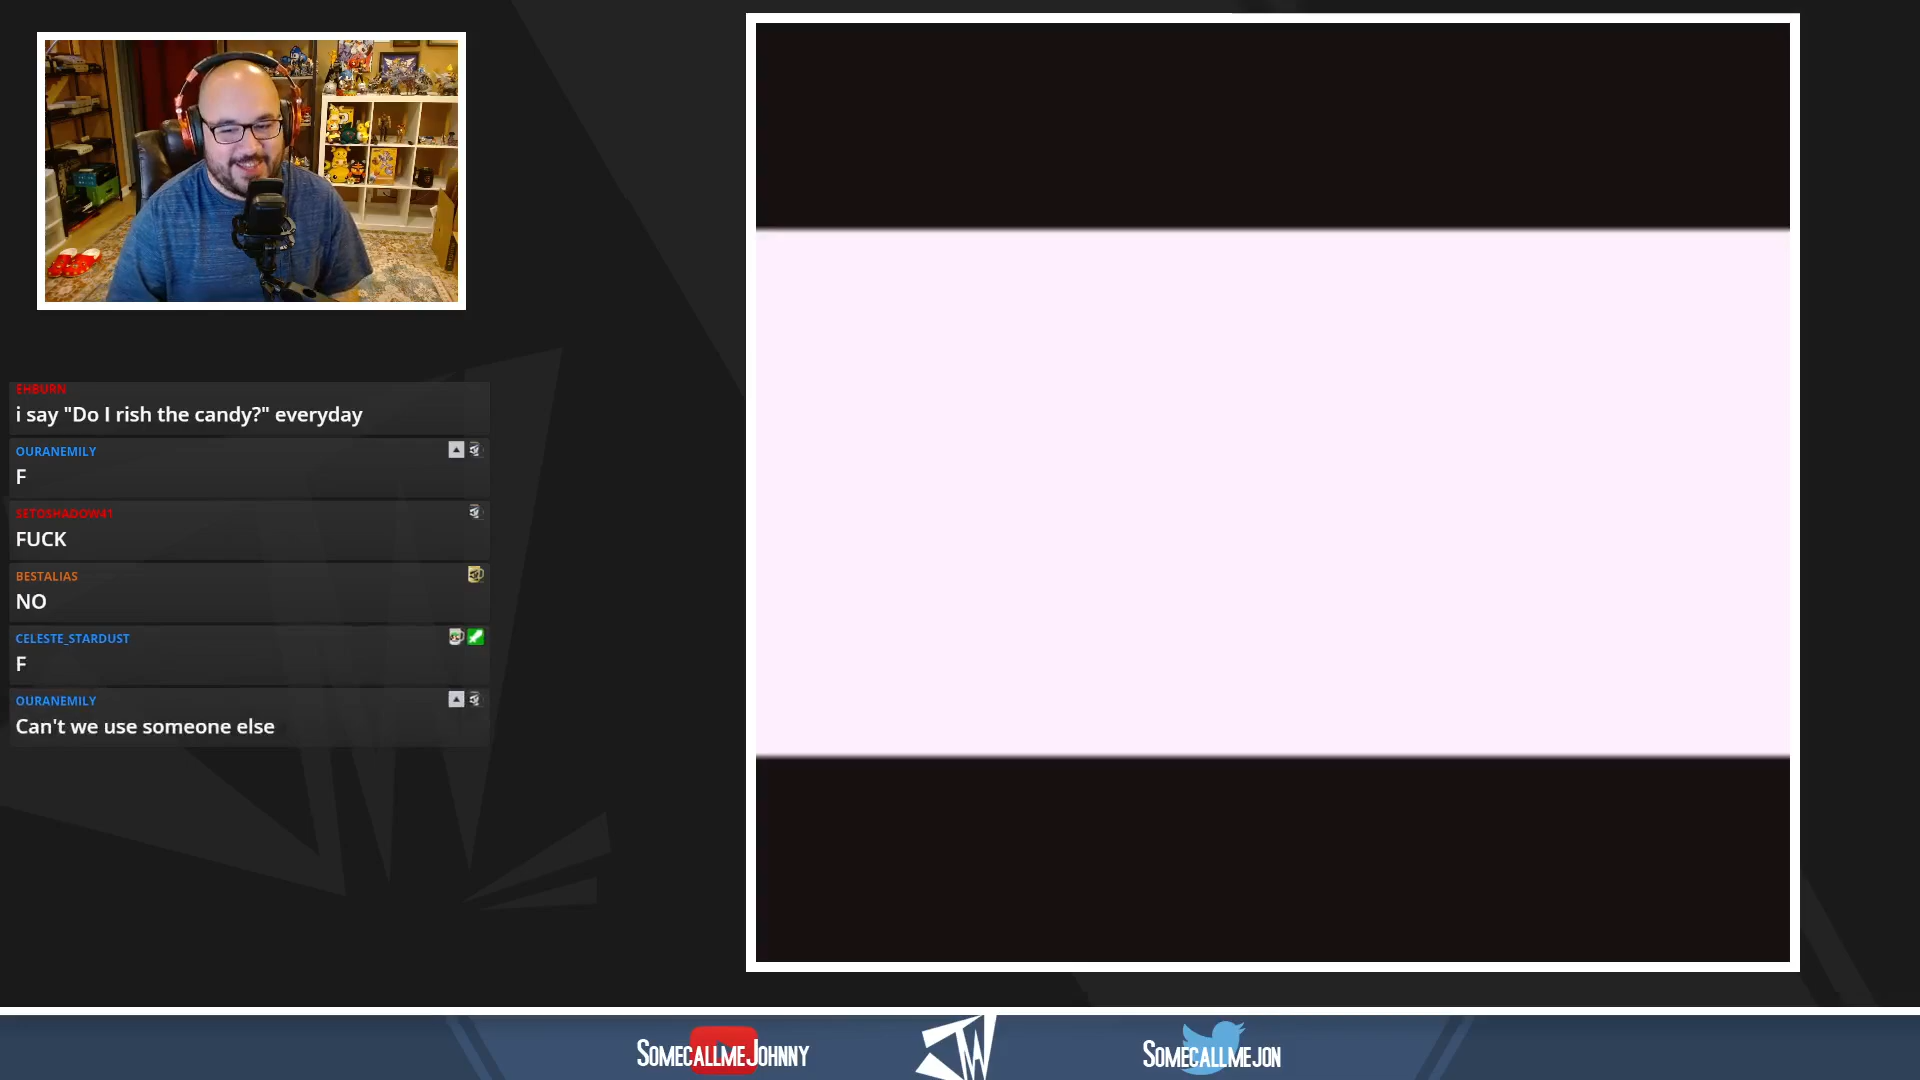 EHBURN
i say "Do I rish the candy?" everyday
OURANEMILY
F
SETOSHADOW41
FUCK
BESTALIAS
NO
CELESTE_STARDUST
F
OURANEMILY
Can't we use someone else
SOMECALLMEJOHNNY
SOMECALLMEJON